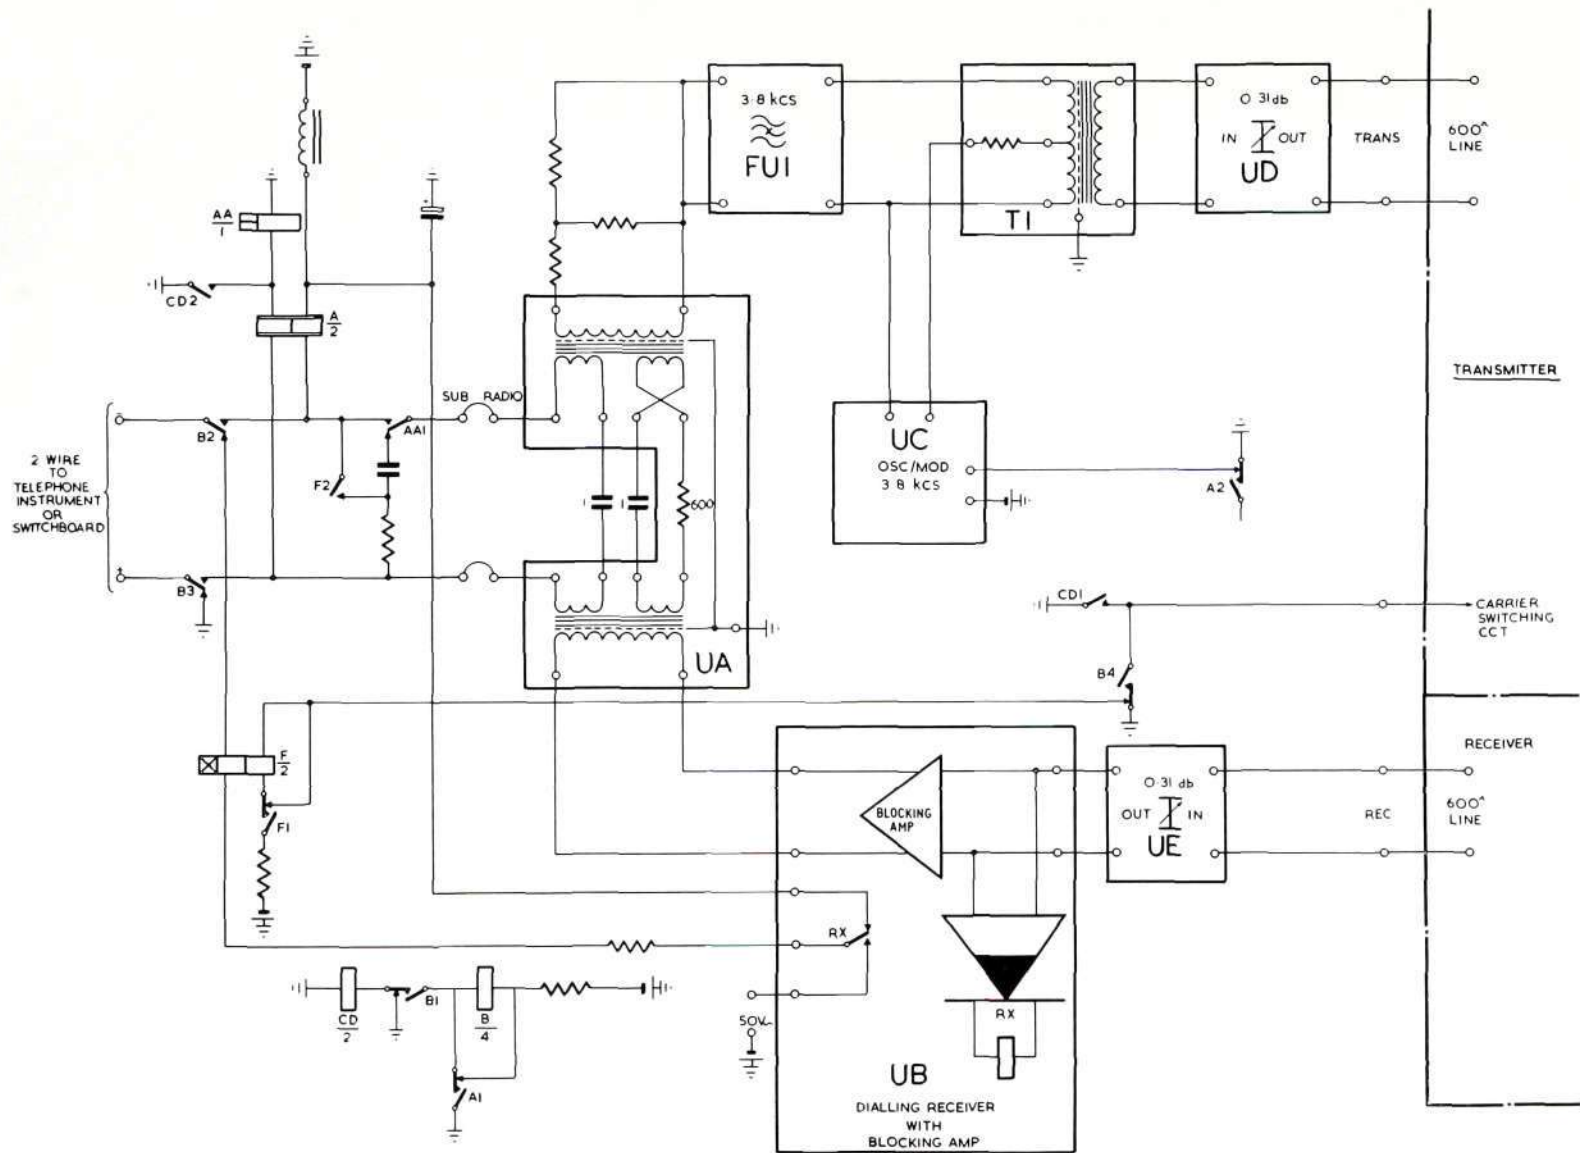 3·8 KCS
FU1
T1
0 31db
IN OUT
UD
TRANS
600^
LINE
AA
1
CD2
A
2
TRANSMITTER
SUB RADIO
-
B2
AA1
F2
2 WIRE
TO
TELEPHONE
INSTRUMENT
OR
SWITCHBOARD
+
B3
1
1
600
UA
UC
OSC/MOD
3 8 KCS
A2
CD1
CARRIER
SWITCHING
CCT
B4
RECEIVER
F
2
F1
BLOCKING
AMP
0·31 db
OUT IN
UE
REC
600^
LINE
RX
CD
2
B1
B
4
A1
50V~
RX
UB
DIALLING RECEIVER
WITH
BLOCKING AMP